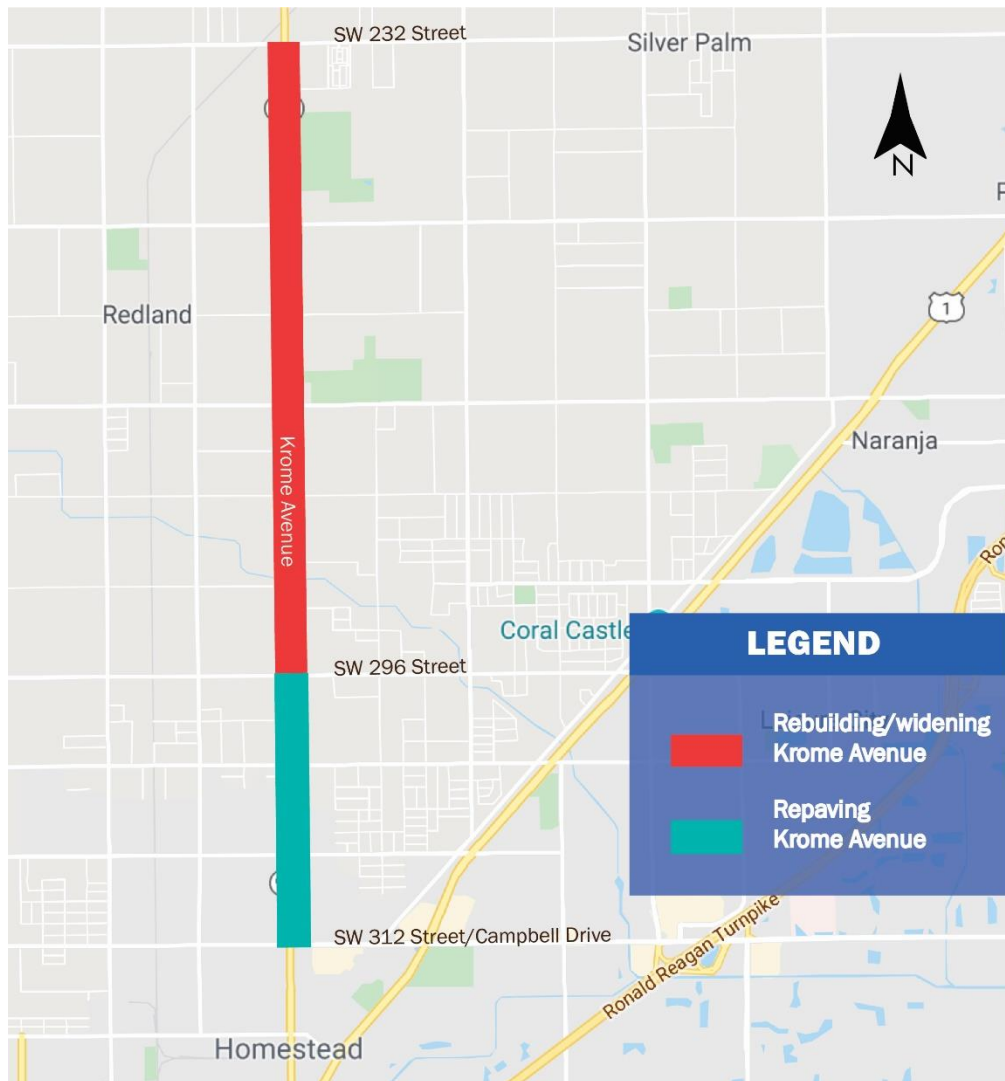 SW 232 Street
Silver Palm
N
P
1
Redland
Naranja
Krome Avenue
Ron
Coral Castle
LEGEND
SW 296 Street
Rebuilding/widening
Krome Avenue
Repaving
Krome Avenue
SW 312 Street/Campbell Drive
Ronald Reagan Turnpike
Homestead